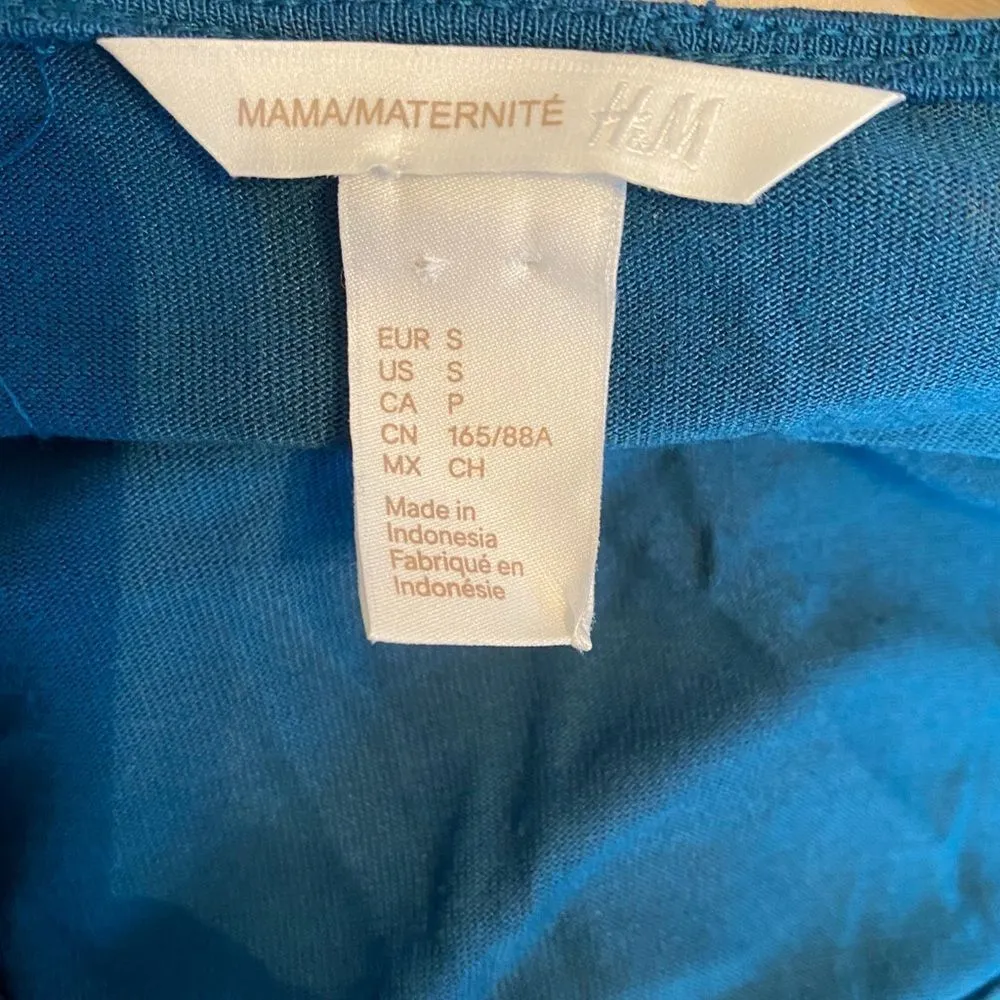 MAMA/MATERNITÉ H&M
EUR S
US S
CA P
CN 165/88A
MX CH
Made in
Indonesia
Fabriqué en
Indonésie